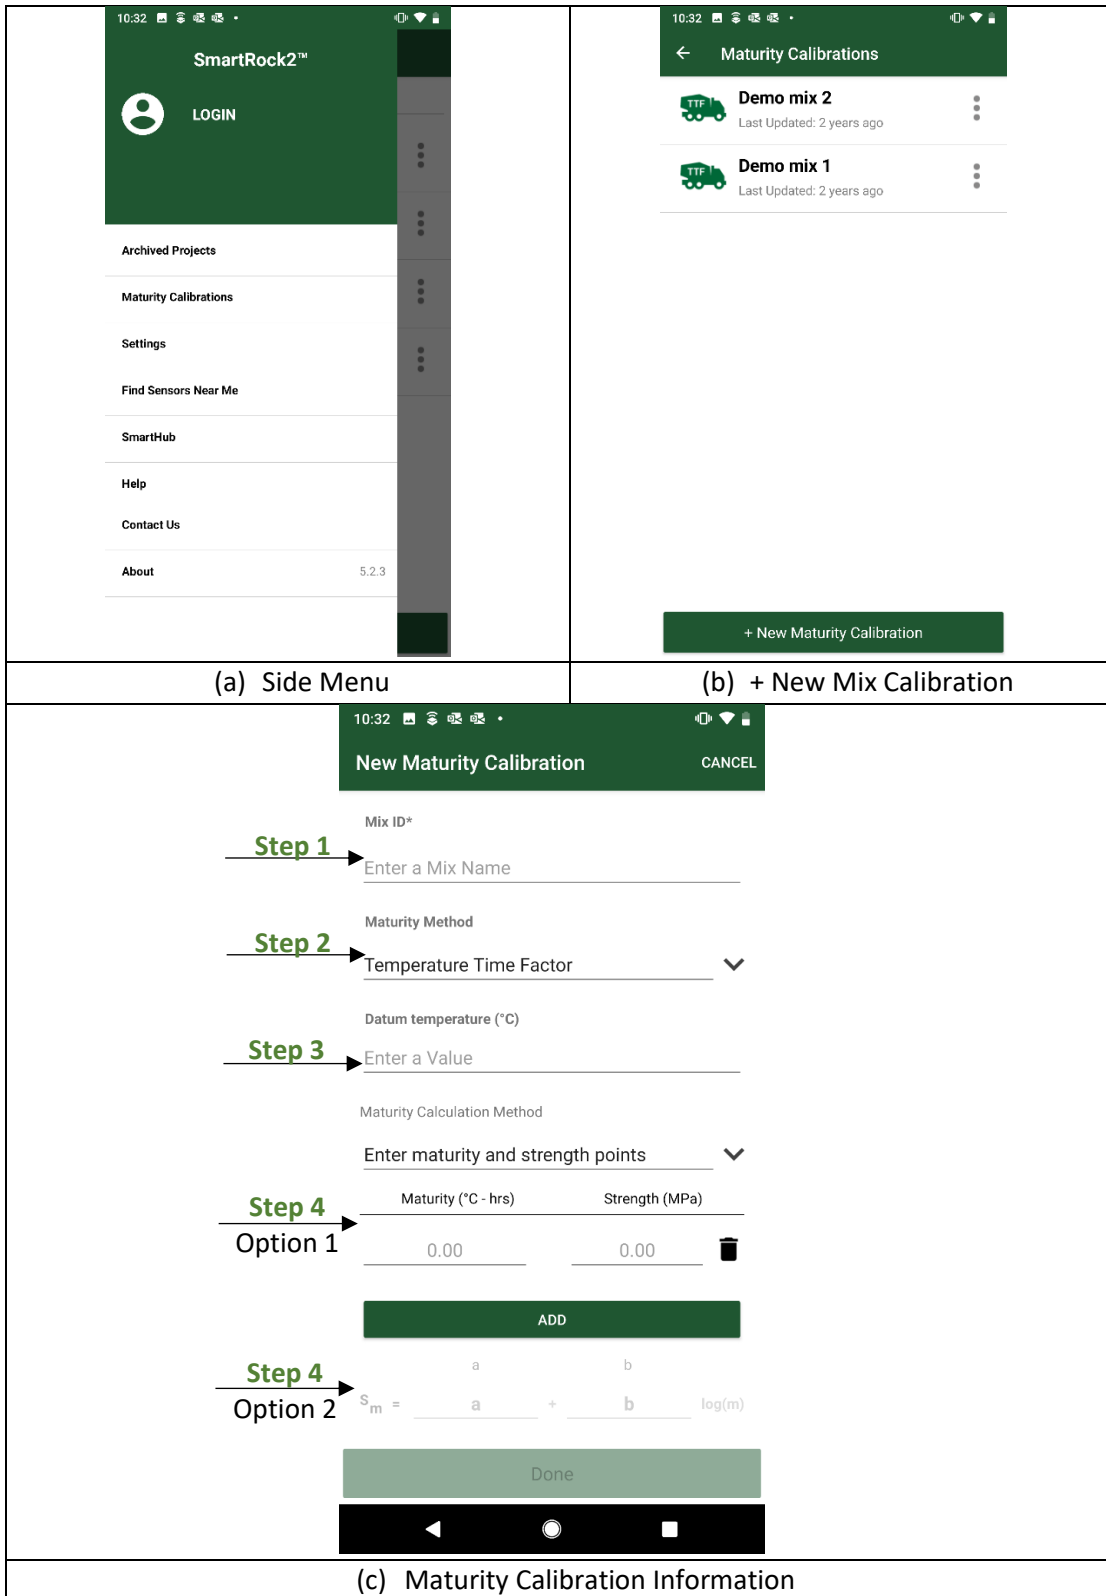 10:32
SmartRock2™
LOGIN
Archived Projects
Maturity Calibrations
Settings
Find Sensors Near Me
SmartHub
Help
Contact Us
About 5.2.3
(a) Side Menu
10:32
Maturity Calibrations
TTF
Demo mix 2
Last Updated: 2 years ago
TTF
Demo mix 1
Last Updated: 2 years ago
+ New Maturity Calibration
(b) + New Mix Calibration
10:32
New Maturity Calibration CANCEL
Mix ID*
Step 1
Enter a Mix Name
Maturity Method
Step 2
Temperature Time Factor
Datum temperature (°C)
Step 3
Enter a Value
Maturity Calculation Method
Enter maturity and strength points
Maturity (°C - hrs) Strength (MPa)
Step 4
Option 1
0.00 0.00
ADD
a b
Step 4
Option 2
Sm = a + b log(m)
Done
(c) Maturity Calibration Information